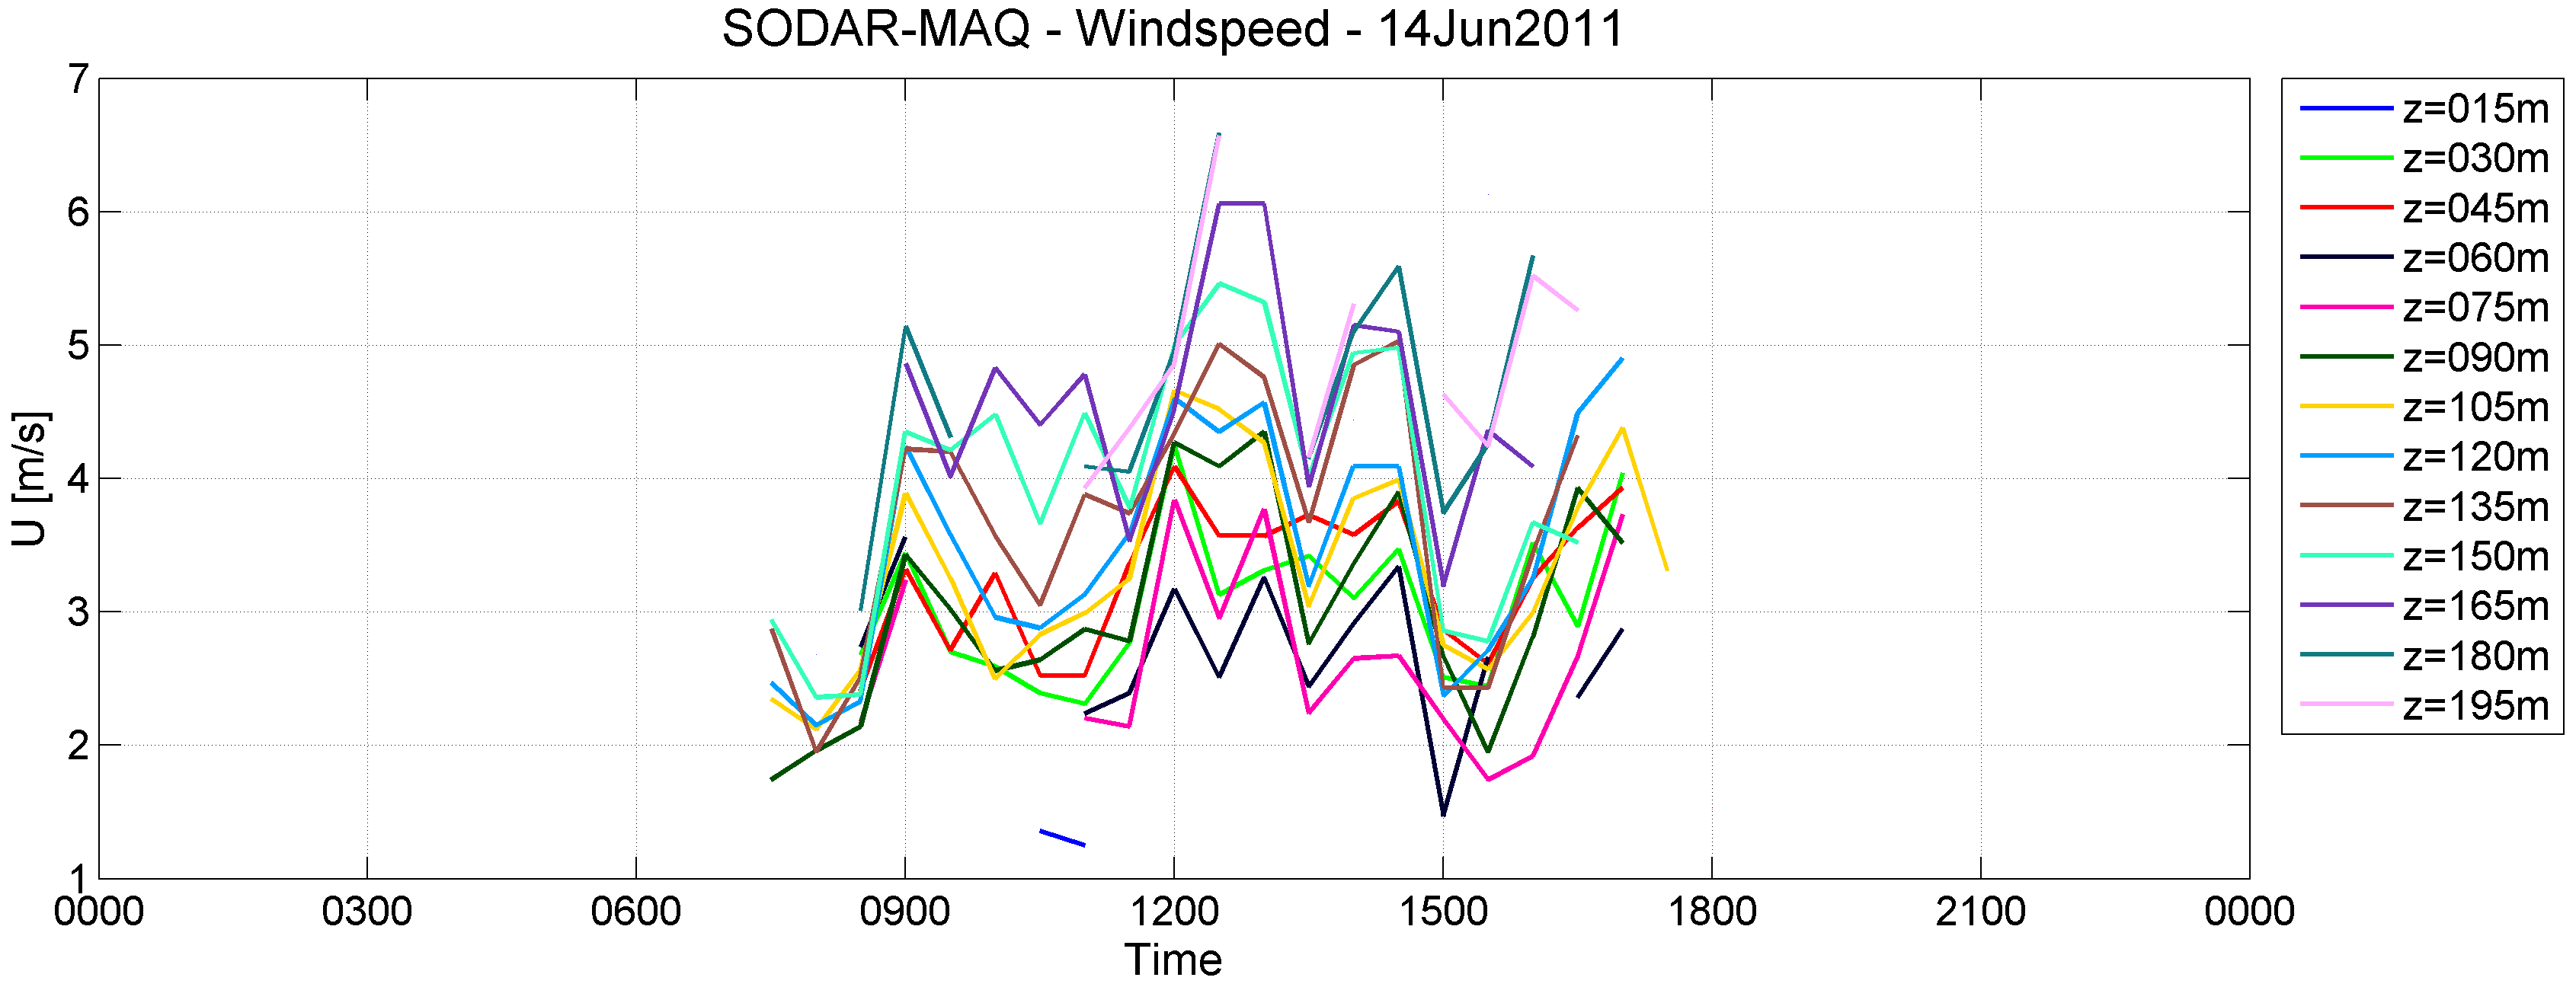 SODAR-MAQ - Windspeed - 14Jun2011
7
6
5
4
3
2
1
U [m/s]
0000 0300 0600 0900 1200 1500 1800 2100 0000
Time
z=015m
z=030m
z=045m
z=060m
z=075m
z=090m
z=105m
z=120m
z=135m
z=150m
z=165m
z=180m
z=195m